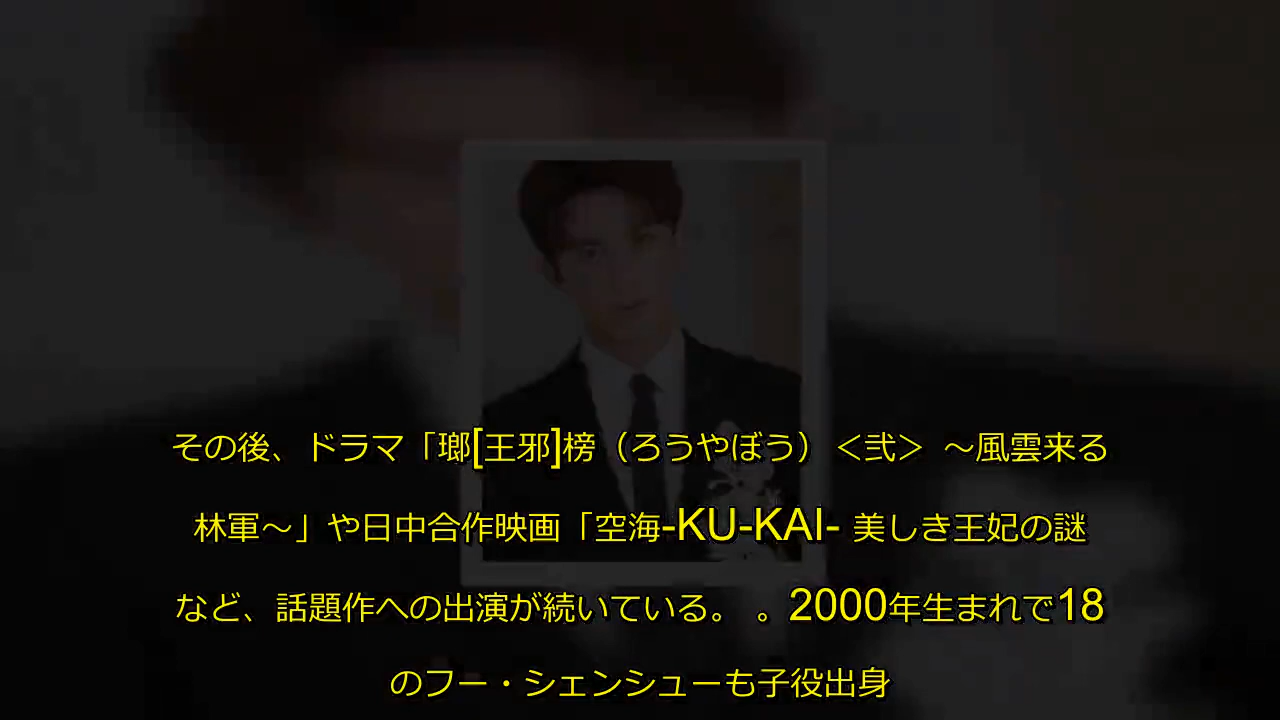 その後、ドラマ「瑯[王邪]榜（ろうやぼう）＜弐＞ ～風雲来る
林軍～」や日中合作映画「空海-KU-KAI- 美しき王妃の謎
など、話題作への出演が続いている。 。2000年生まれで18
のフー・シェンシューも子役出身